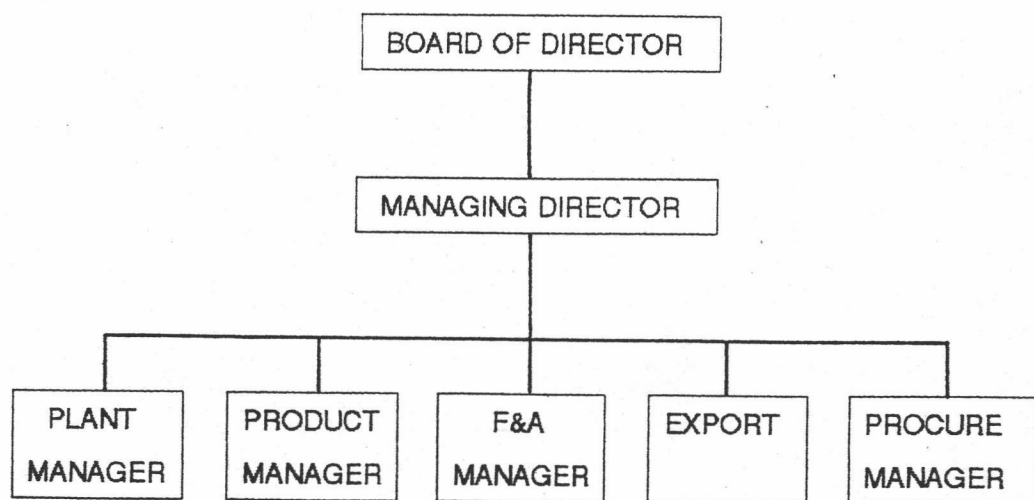 BOARD OF DIRECTOR
MANAGING DIRECTOR
PLANT
MANAGER
PRODUCT
MANAGER
F&A
MANAGER
EXPORT
PROCURE
MANAGER